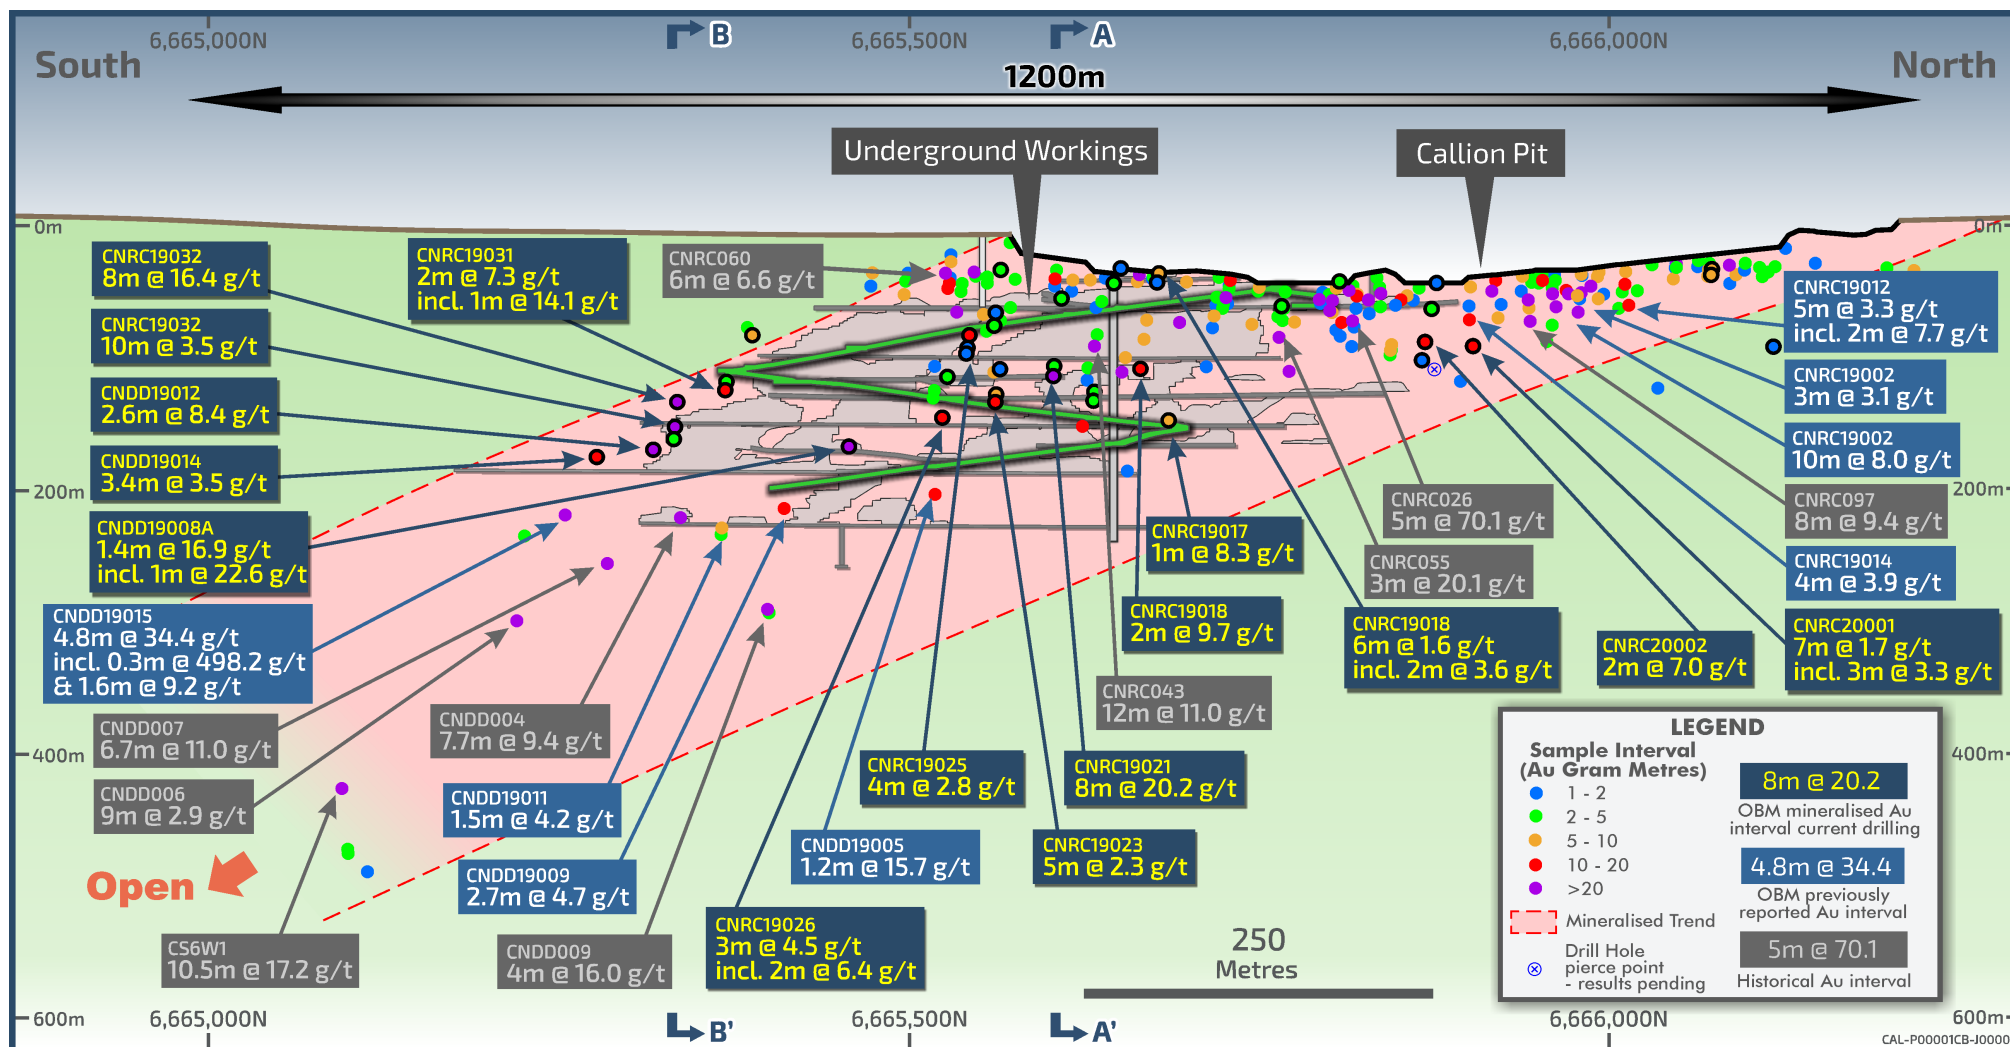 B
A
6,665,000N
6,665,500N
6,666,000N
South
North
1200m
Underground Workings
Callion Pit
0m
0m
CNRC19032
8m @ 16.4 g/t
CNRC19031
2m @ 7.3 g/t
incl. 1m @ 14.1 g/t
CNRC060
6m @ 6.6 g/t
CNRC19032
10m @ 3.5 g/t
CNDD19012
2.6m @ 8.4 g/t
CNDD19014
3.4m @ 3.5 g/t
200m
200m
CNDD19008A
1.4m @ 16.9 g/t
incl. 1m @ 22.6 g/t
CNDD19015
4.8m @ 34.4 g/t
incl. 0.3m @ 498.2 g/t
& 1.6m @ 9.2 g/t
CNDD007
6.7m @ 11.0 g/t
400m
400m
CNDD006
9m @ 2.9 g/t
CNDD004
7.7m @ 9.4 g/t
CNDD19011
1.5m @ 4.2 g/t
CNDD19009
2.7m @ 4.7 g/t
Open
CS6W1
10.5m @ 17.2 g/t
CNDD009
4m @ 16.0 g/t
CNRC19026
3m @ 4.5 g/t
incl. 2m @ 6.4 g/t
CNDD19005
1.2m @ 15.7 g/t
CNRC19025
4m @ 2.8 g/t
CNRC19021
8m @ 20.2 g/t
CNRC19023
5m @ 2.3 g/t
CNRC043
12m @ 11.0 g/t
CNRC19018
2m @ 9.7 g/t
CNRC19017
1m @ 8.3 g/t
CNRC026
5m @ 70.1 g/t
CNRC055
3m @ 20.1 g/t
CNRC19018
6m @ 1.6 g/t
incl. 2m @ 3.6 g/t
CNRC20002
2m @ 7.0 g/t
CNRC19012
5m @ 3.3 g/t
incl. 2m @ 7.7 g/t
CNRC19002
3m @ 3.1 g/t
CNRC19002
10m @ 8.0 g/t
CNRC097
8m @ 9.4 g/t
CNRC19014
4m @ 3.9 g/t
CNRC20001
7m @ 1.7 g/t
incl. 3m @ 3.3 g/t
LEGEND
Sample Interval
(Au Gram Metres)
1 - 2
2 - 5
5 - 10
10 - 20
>20
Mineralised Trend
Drill Hole
pierce point
- results pending
8m @ 20.2
OBM mineralised Au
interval current drilling
4.8m @ 34.4
OBM previously
reported Au interval
5m @ 70.1
Historical Au interval
250
Metres
600m
600m
6,665,000N
6,665,500N
6,666,000N
B'
A'
CAL-P00001CB-J0000